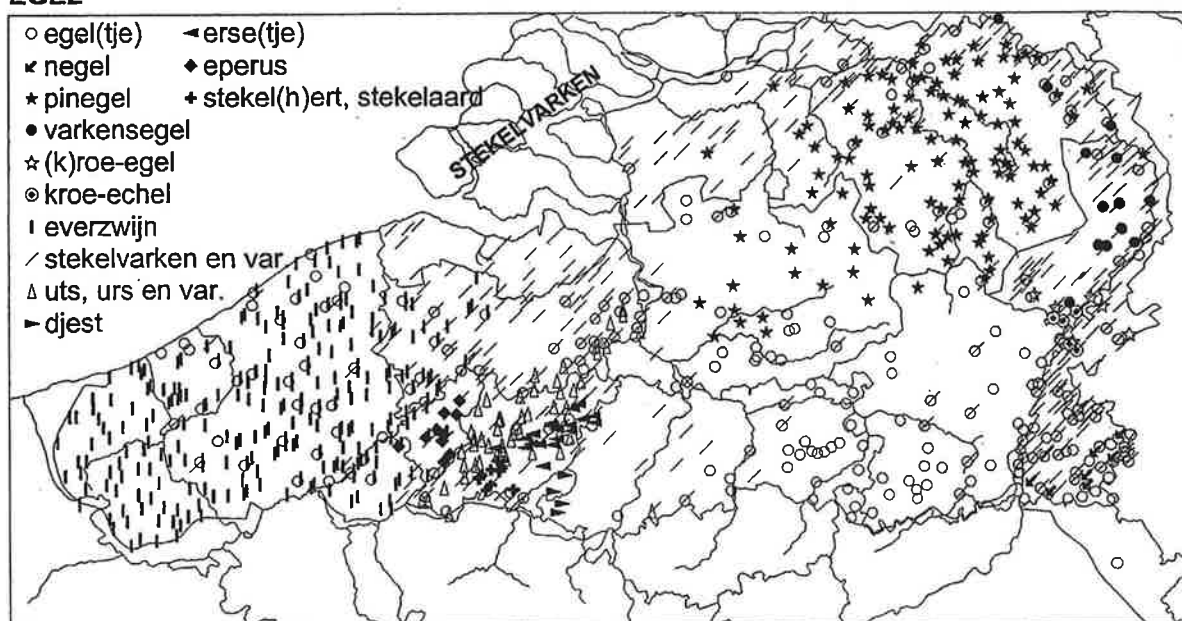 egel(tje)
negel
pinegel
varkensegel
(k)roe-egel
kroe-echel
everzwijn
stekelvarken en var.
uts, urs en var.
djest
erse(tje)
eperus
stekel(h)ert, stekelaard
STEKELVARKEN